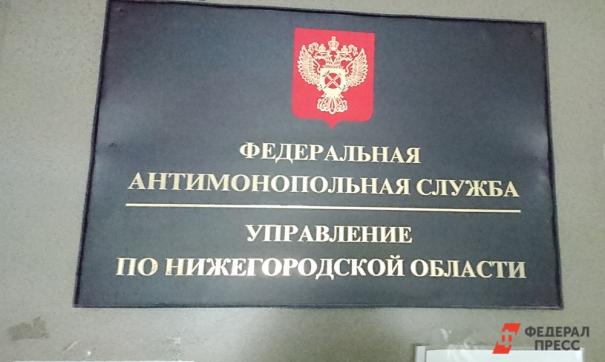 ФЕДЕРАЛЬНАЯ
АНТИМОНОПОЛЬНАЯ СЛУЖБА
УПРАВЛЕНИЕ
ПО НИЖЕГОРОДСКОЙ ОБЛАСТИ
ФЕДЕРАЛ
ПРЕСС